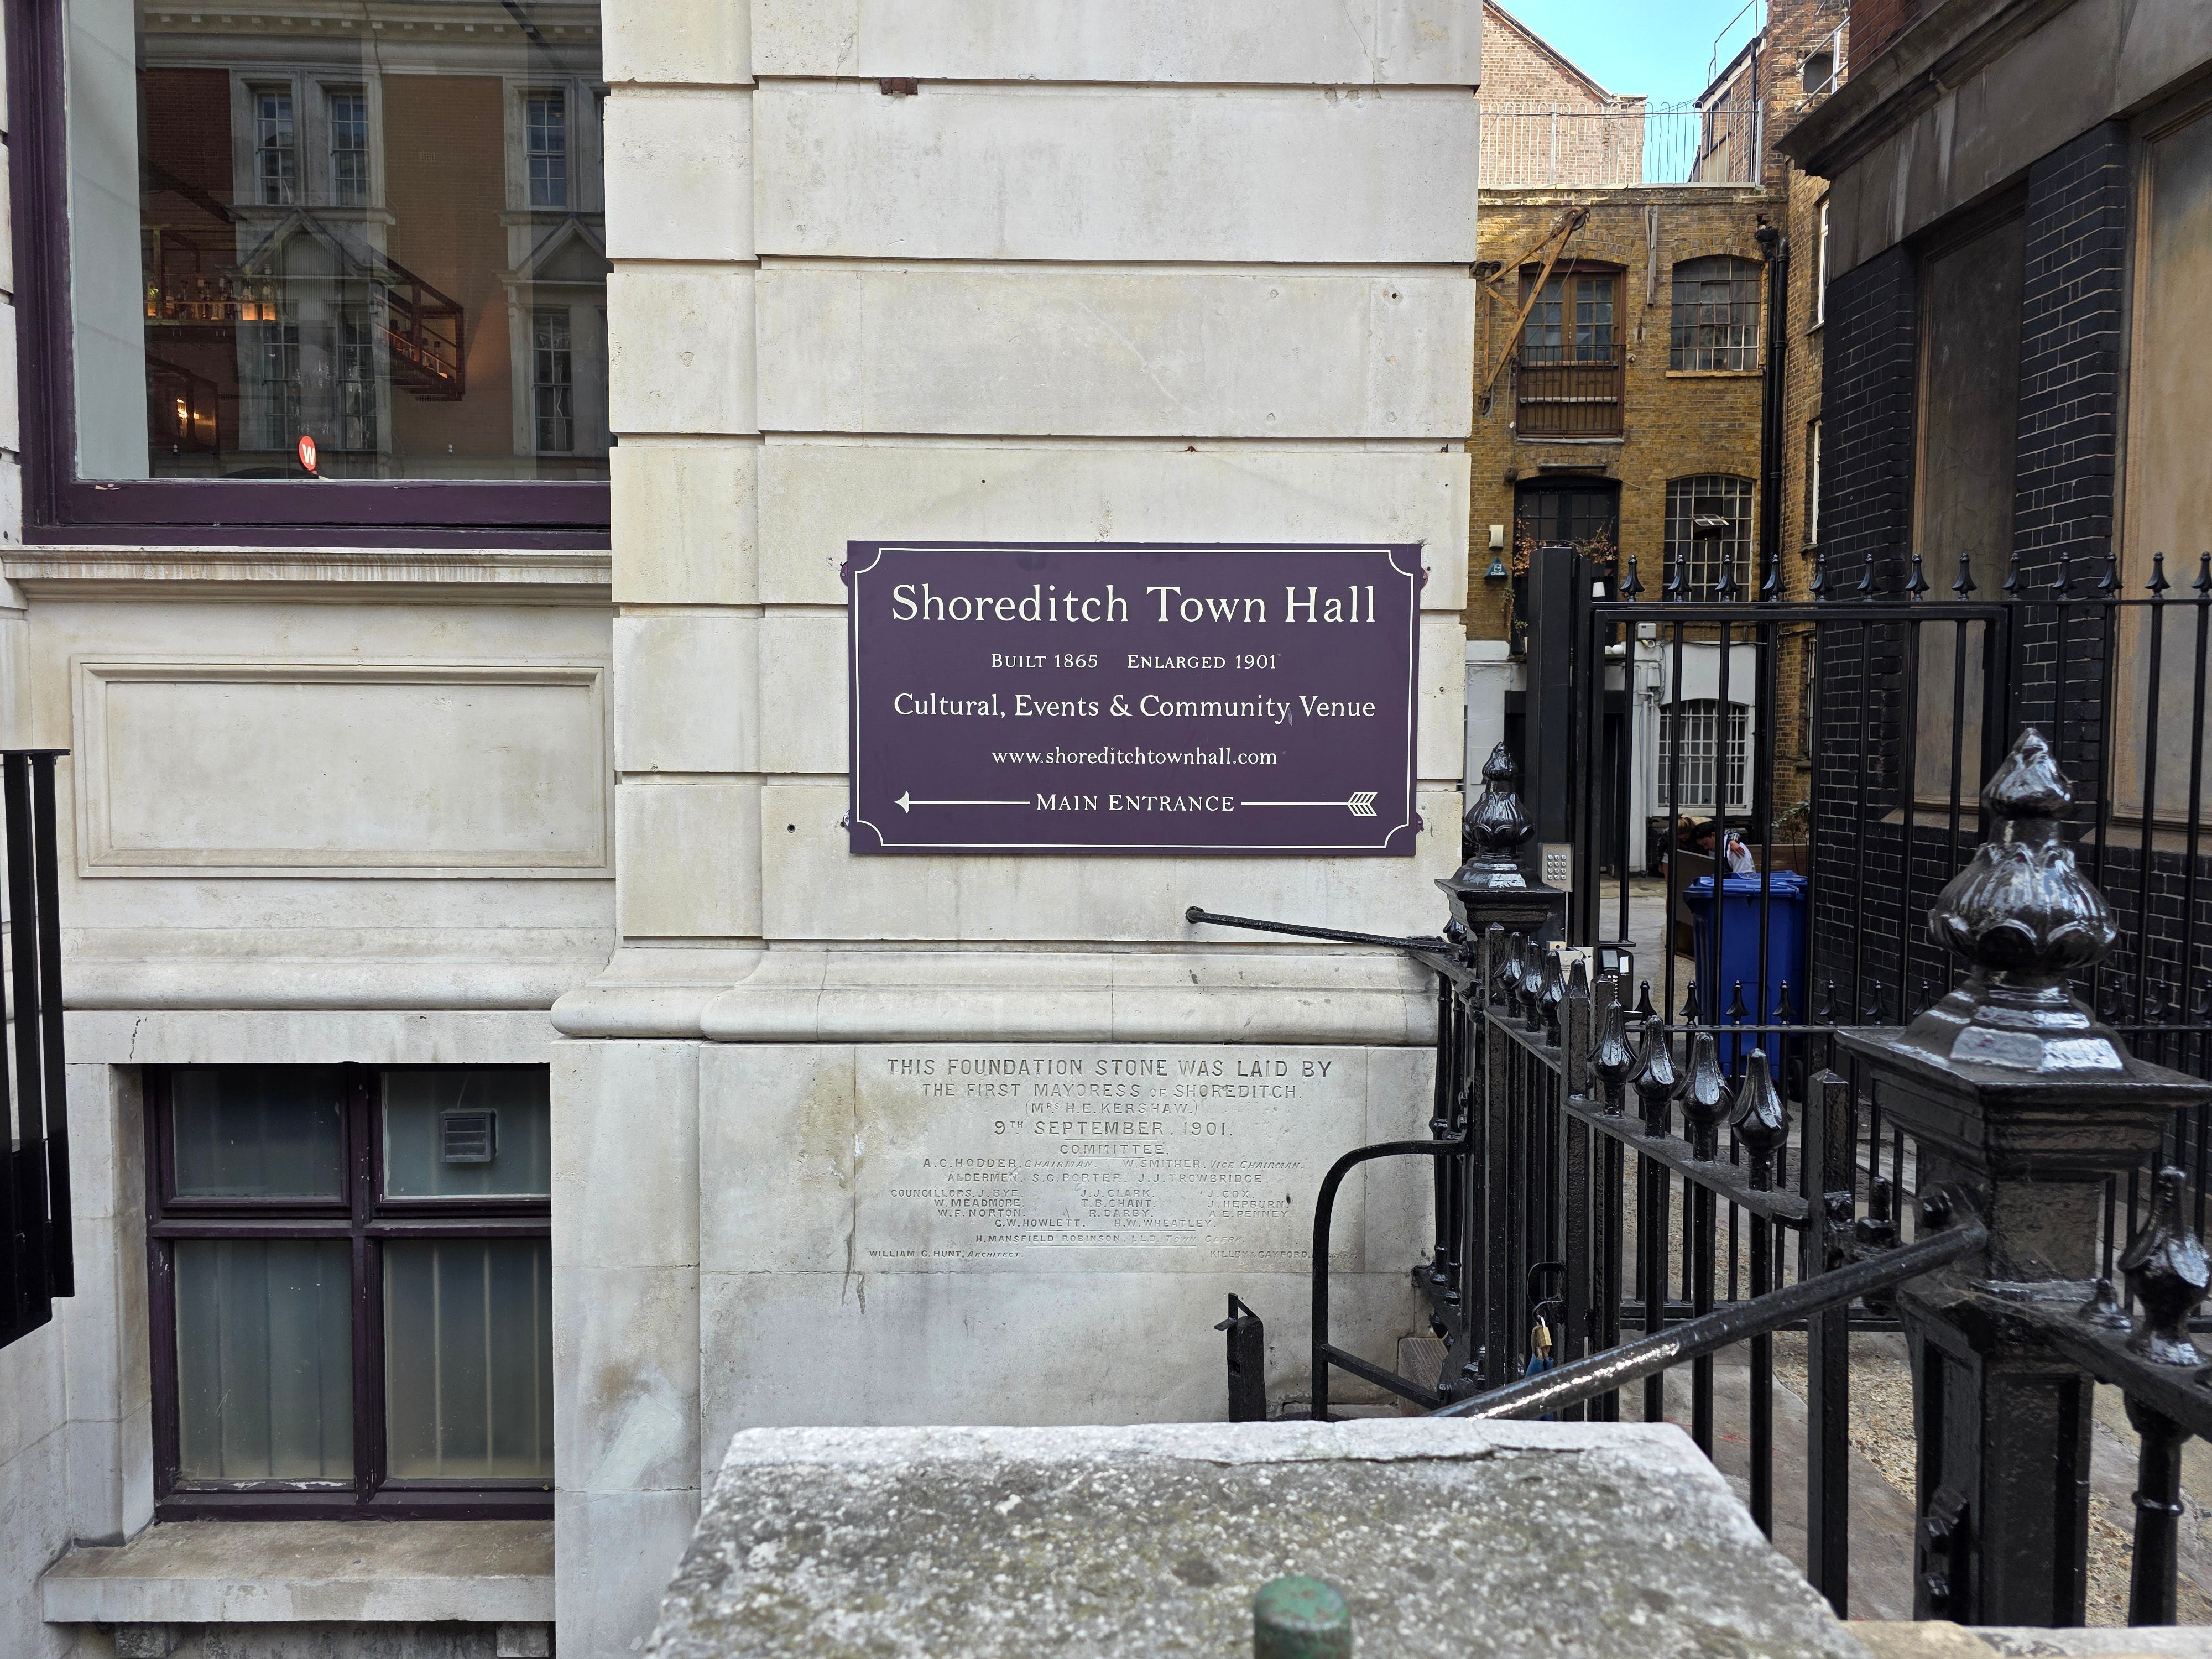 W
Shoreditch Town Hall
BUILT 1865 ENLARGED 1901
Cultural, Events & Community Venue
www.shoreditchtownhall.com
MAIN ENTRANCE
THIS FOUNDATION STONE WAS LAID BY
THE FIRST MAYORESS OF SHOREDITCH.
(MRS H.E. KERSHAW.)
9TH SEPTEMBER. 1901.
COMMITTEE.
A.C. HODDER, CHAIRMAN. W. SMITHER, VICE CHAIRMAN.
ALDERMEN, S.G. PORTER. J.J. TROWBRIDGE.
COUNCILLORS, J. BYE. J.J. CLARK. J. COX.
W. MEADMORE. T.B. CHANT. J. HEPBURN.
W.F. NORTON. R. DARBY. A.E. PENNEY.
G.W. HOWLETT. H.W. WHEATLEY.
H. MANSFIELD ROBINSON. LL.D. TOWN CLERK.
WILLIAM G. HUNT, ARCHITECT. KILLBY & GAYFORD,